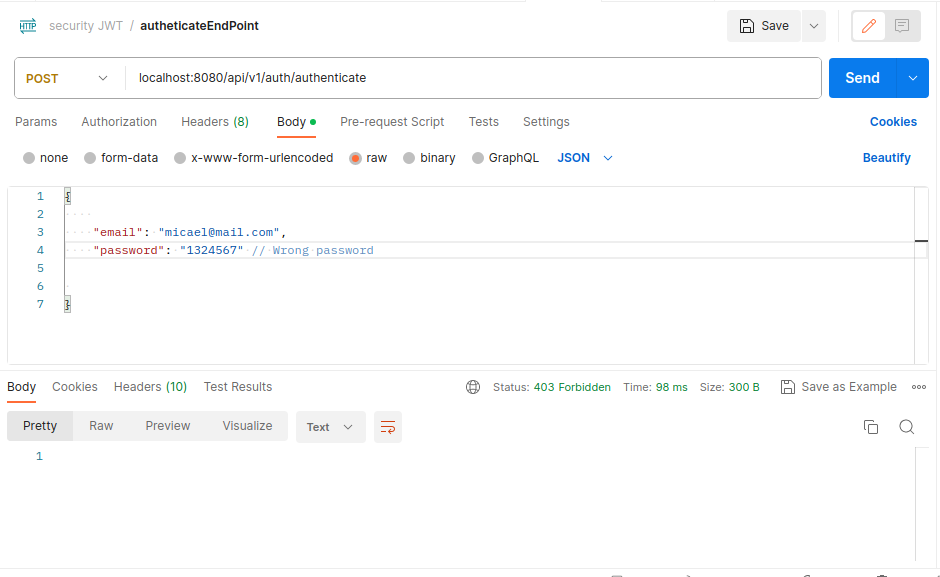 HTTP security JWT / autheticateEndPoint Save
POST localhost:8080/api/v1/auth/authenticate Send
Params Authorization Headers (8) Body Pre-request Script Tests Settings Cookies
none form-data x-www-form-urlencoded raw binary GraphQL JSON Beautify
1 {
2
3 "email": "micael@mail.com",
4 "password": "1324567" // Wrong password
5
6
7 }
Body Cookies Headers (10) Test Results Status: 403 Forbidden Time: 98 ms Size: 300 B Save as Example
Pretty Raw Preview Visualize Text
1